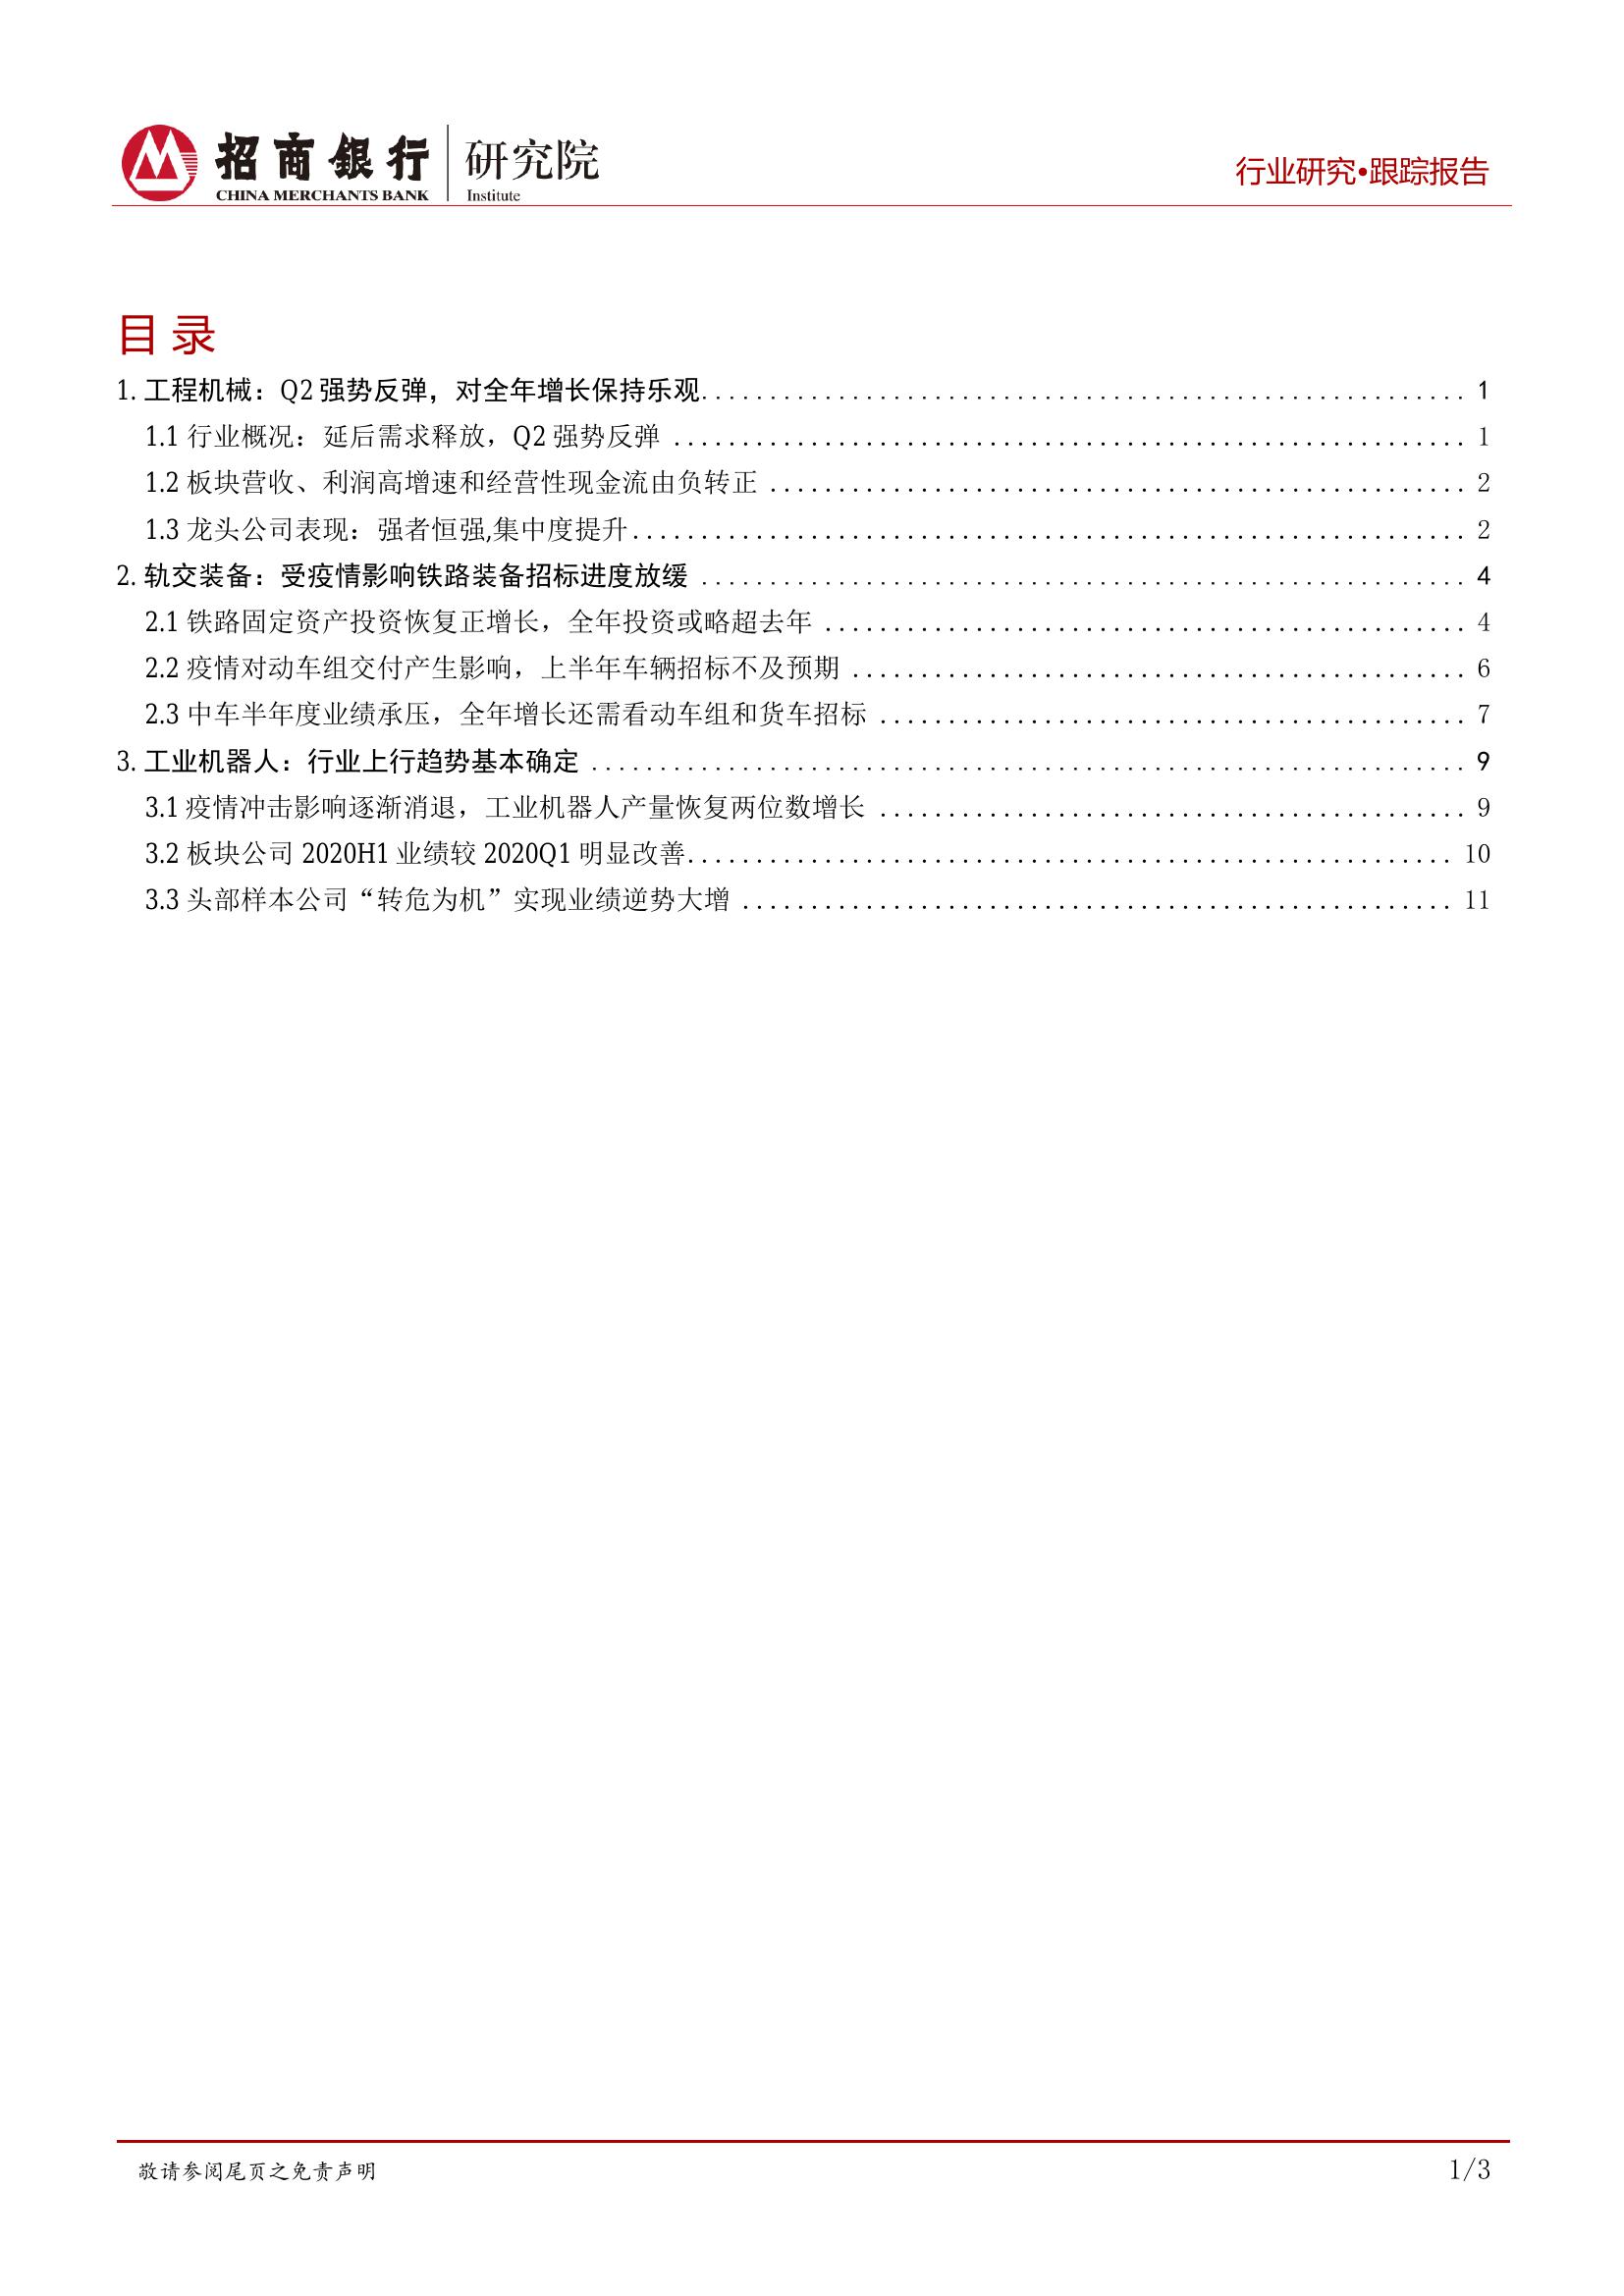 招商銀行 研究院
CHINA MERCHANTS BANK Institute
行业研究•跟踪报告
目录
1. 工程机械：Q2强势反弹，对全年增长保持乐观 1
1.1 行业概况：延后需求释放，Q2强势反弹 1
1.2 板块营收、利润高增速和经营性现金流由负转正 2
1.3 龙头公司表现：强者恒强,集中度提升 2
2. 轨交装备：受疫情影响铁路装备招标进度放缓 4
2.1 铁路固定资产投资恢复正增长，全年投资或略超去年 4
2.2 疫情对动车组交付产生影响，上半年车辆招标不及预期 6
2.3 中车半年度业绩承压，全年增长还需看动车组和货车招标 7
3. 工业机器人：行业上行趋势基本确定 9
3.1 疫情冲击影响逐渐消退，工业机器人产量恢复两位数增长 9
3.2 板块公司 2020H1 业绩较 2020Q1 明显改善 10
3.3 头部样本公司“转危为机”实现业绩逆势大增 11
敬请参阅尾页之免责声明 1/3